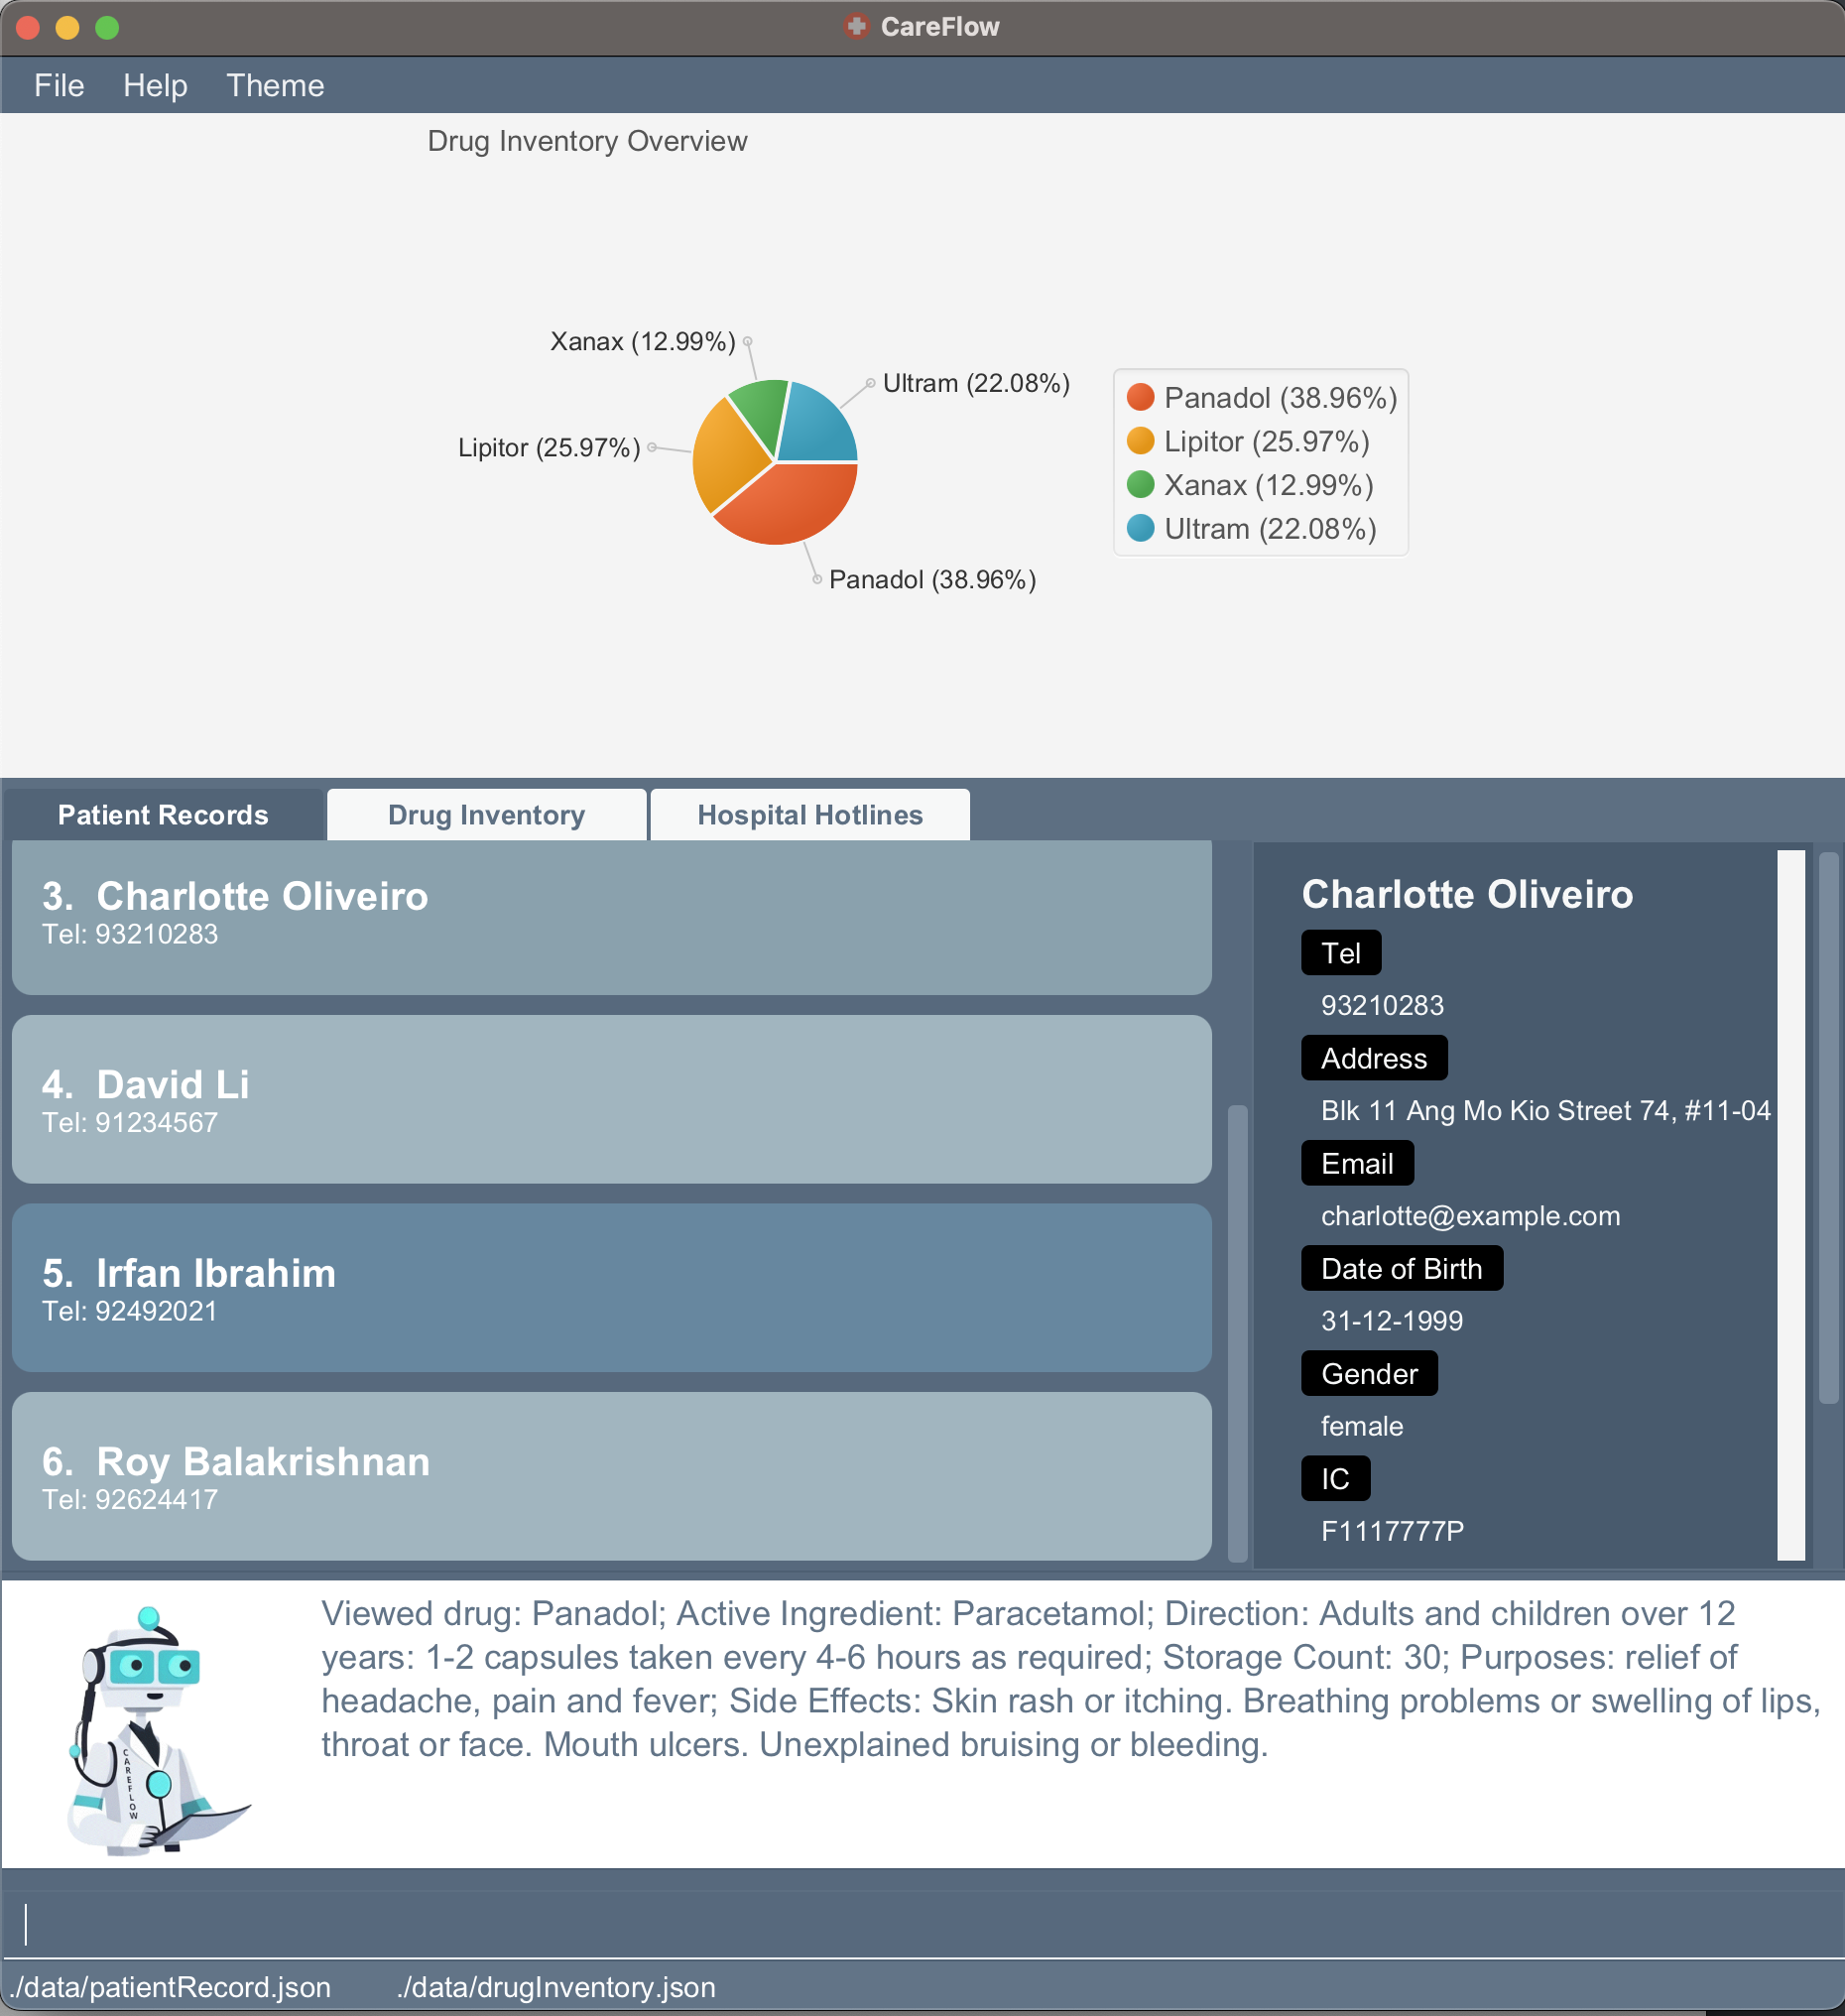 CareFlow
File Help Theme
Drug Inventory Overview
Xanax (12.99%)
Ultram (22.08%)
Lipitor (25.97%)
Panadol (38.96%)
Panadol (38.96%)
Lipitor (25.97%)
Xanax (12.99%)
Ultram (22.08%)
Patient Records Drug Inventory Hospital Hotlines
3. Charlotte Oliveiro
Tel: 93210283
4. David Li
Tel: 91234567
5. Irfan Ibrahim
Tel: 92492021
6. Roy Balakrishnan
Tel: 92624417
Charlotte Oliveiro
Tel
93210283
Address
Blk 11 Ang Mo Kio Street 74, #11-04
Email
charlotte@example.com
Date of Birth
31-12-1999
Gender
female
IC
F1117777P
CAREFLOW
Viewed drug: Panadol; Active Ingredient: Paracetamol; Direction: Adults and children over 12
years: 1-2 capsules taken every 4-6 hours as required; Storage Count: 30; Purposes: relief of
headache, pain and fever; Side Effects: Skin rash or itching. Breathing problems or swelling of lips,
throat or face. Mouth ulcers. Unexplained bruising or bleeding.
./data/patientRecord.json ./data/drugInventory.json